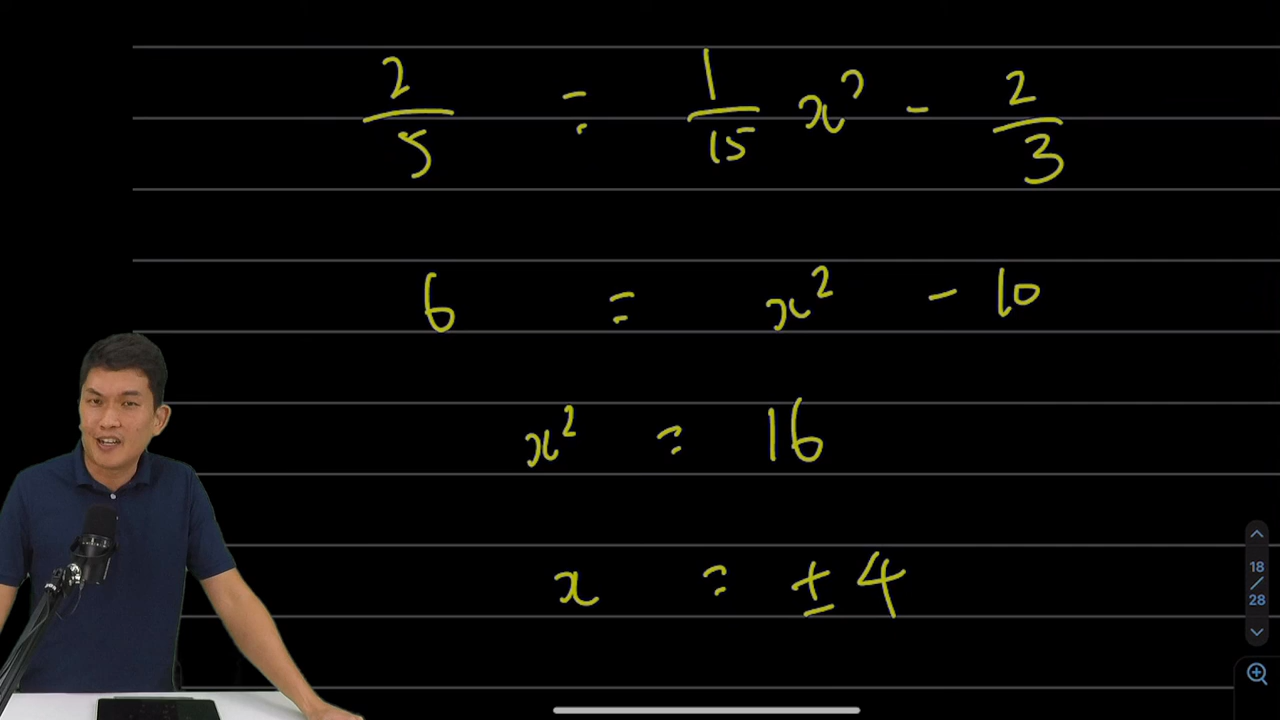 2/5 = 1/15 x² - 2/3
6 = x² - 10
x² = 16
x = ± 4
18
/
28